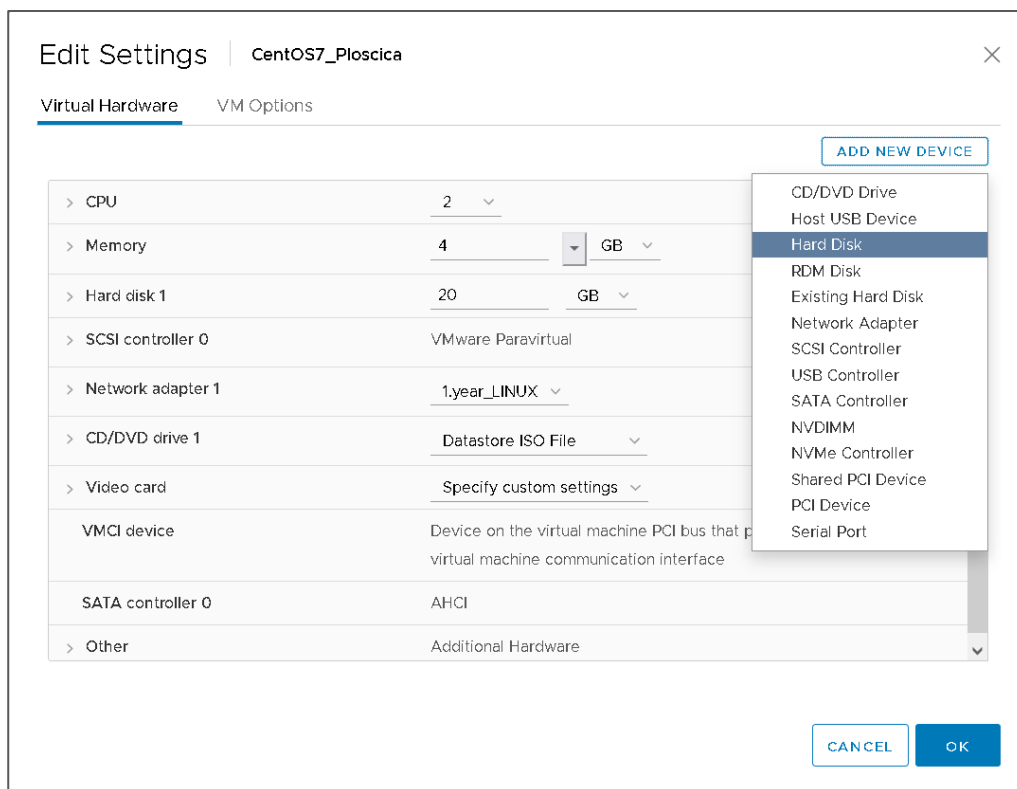 Edit Settings CentOS7_Ploscica
Virtual Hardware VM Options
ADD NEW DEVICE
CPU 2
Memory 4 GB
Hard disk 1 20 GB
SCSI controller 0 VMware Paravirtual
Network adapter 1 1.year_LINUX
CD/DVD drive 1 Datastore ISO File
Video card Specify custom settings
VMCI device Device on the virtual machine PCI bus that
virtual machine communication interface
SATA controller 0 AHCI
Other Additional Hardware
CD/DVD Drive
Host USB Device
Hard Disk
RDM Disk
Existing Hard Disk
Network Adapter
SCSI Controller
USB Controller
SATA Controller
NVDIMM
NVMe Controller
Shared PCI Device
PCI Device
Serial Port
CANCEL OK